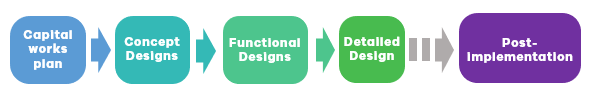 Capital
works
plan
Concept
Designs
Functional
Designs
Detailed
Design
Post-
Implementation